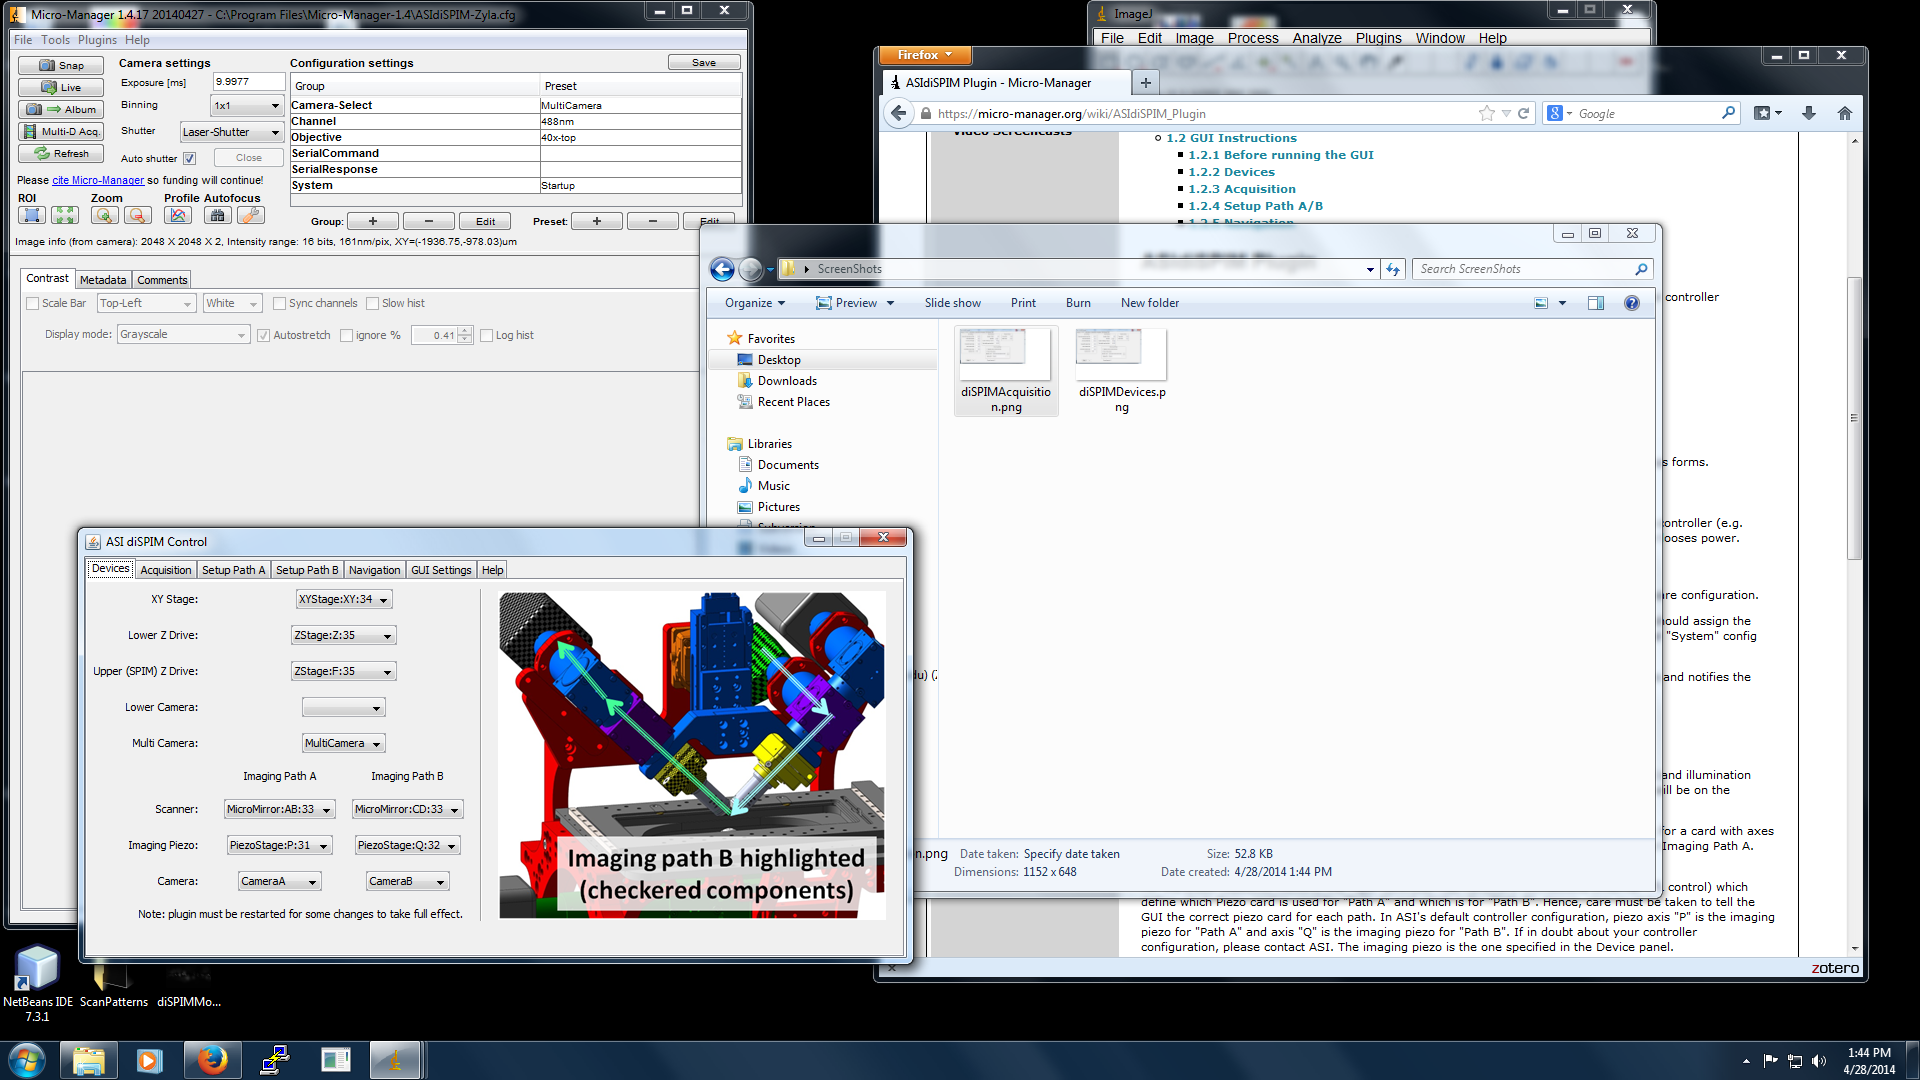 Micro-Manager 1.4.17 20140427 - C:\Program Files\Micro-Manager-1.4\ASIdiSPIM-Zyla.cfg
File Tools Plugins Help
Snap
Live
Album
Multi-D Acq.
Refresh
Camera settings
Exposure [ms] 9.9977
Binning 1x1
Shutter Laser-Shutter
Auto shutter Close
Configuration settings Save
Group Preset
Camera-Select MultiCamera
Channel 488nm
Objective 40x-top
SerialCommand
SerialResponse
System Startup
Please cite Micro-Manager so funding will continue!
ROI Zoom Profile Autofocus
Group: + - Edit Preset: + - Edit
Image info (from camera): 2048 X 2048 X 2, Intensity range: 16 bits, 161nm/pix, XY=(-1936.75,-978.03)um
Contrast Metadata Comments
Scale Bar Top-Left White Sync channels Slow hist
Display mode: Grayscale Autostretch ignore % 0.41 Log hist
ImageJ
File Edit Image Process Analyze Plugins Window Help
Firefox
ASIdiSPIM Plugin - Micro-Manager
https://micro-manager.org/wiki/ASIdiSPIM_Plugin
Google
Video Screencasts
1.2 GUI Instructions
1.2.1 Before running the GUI
1.2.2 Devices
1.2.3 Acquisition
1.2.4 Setup Path A/B
1.2.5 Navigation
ASIdiSPIM Plugin
controller
s forms.
ontroller (e.g.
ooses power.
re configuration.
ould assign the
"System" config
and notifies the
and illumination
ll be on the
or a card with axes
Imaging Path A.
control) which
define which Piezo card is used for "Path A" and which is for "Path B". Hence, care must be taken to tell the
GUI the correct piezo card for each path. In ASI's default controller configuration, piezo axis "P" is the imaging
piezo for "Path A" and axis "Q" is the imaging piezo for "Path B". If in doubt about your controller
configuration, please contact ASI. The imaging piezo is the one specified in the Device panel.
zotero
ScreenShots
Search ScreenShots
Organize Preview Slide show Print Burn New folder
Favorites
Desktop
Downloads
Recent Places
Libraries
Documents
Music
Pictures
Subversion
diSPIMAcquisitio
n.png
diSPIMDevices.p
ng
n.png Date taken: Specify date taken Size: 52.8 KB
Dimensions: 1152 x 648 Date created: 4/28/2014 1:44 PM
ASI diSPIM Control
Devices Acquisition Setup Path A Setup Path B Navigation GUI Settings Help
XY Stage: XYStage:XY:34
Lower Z Drive: ZStage:Z:35
Upper (SPIM) Z Drive: ZStage:F:35
Lower Camera:
Multi Camera: MultiCamera
Imaging Path A Imaging Path B
Scanner: MicroMirror:AB:33 MicroMirror:CD:33
Imaging Piezo: PiezoStage:P:31 PiezoStage:Q:32
Camera: CameraA CameraB
Note: plugin must be restarted for some changes to take full effect.
Imaging path B highlighted
(checkered components)
NetBeans IDE
7.3.1
ScanPatterns
diSPIMMo...
1:44 PM
4/28/2014